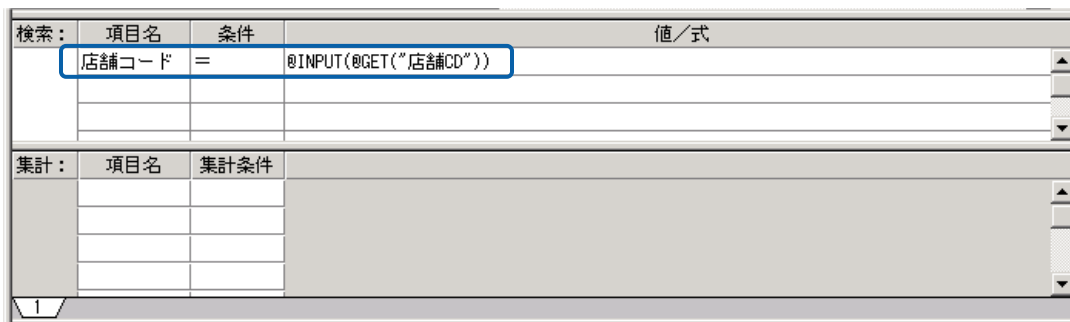 検索： 項目名 条件 値／式
店舗コード ＝ @INPUT(@GET("店舗CD"))
集計： 項目名 集計条件
1